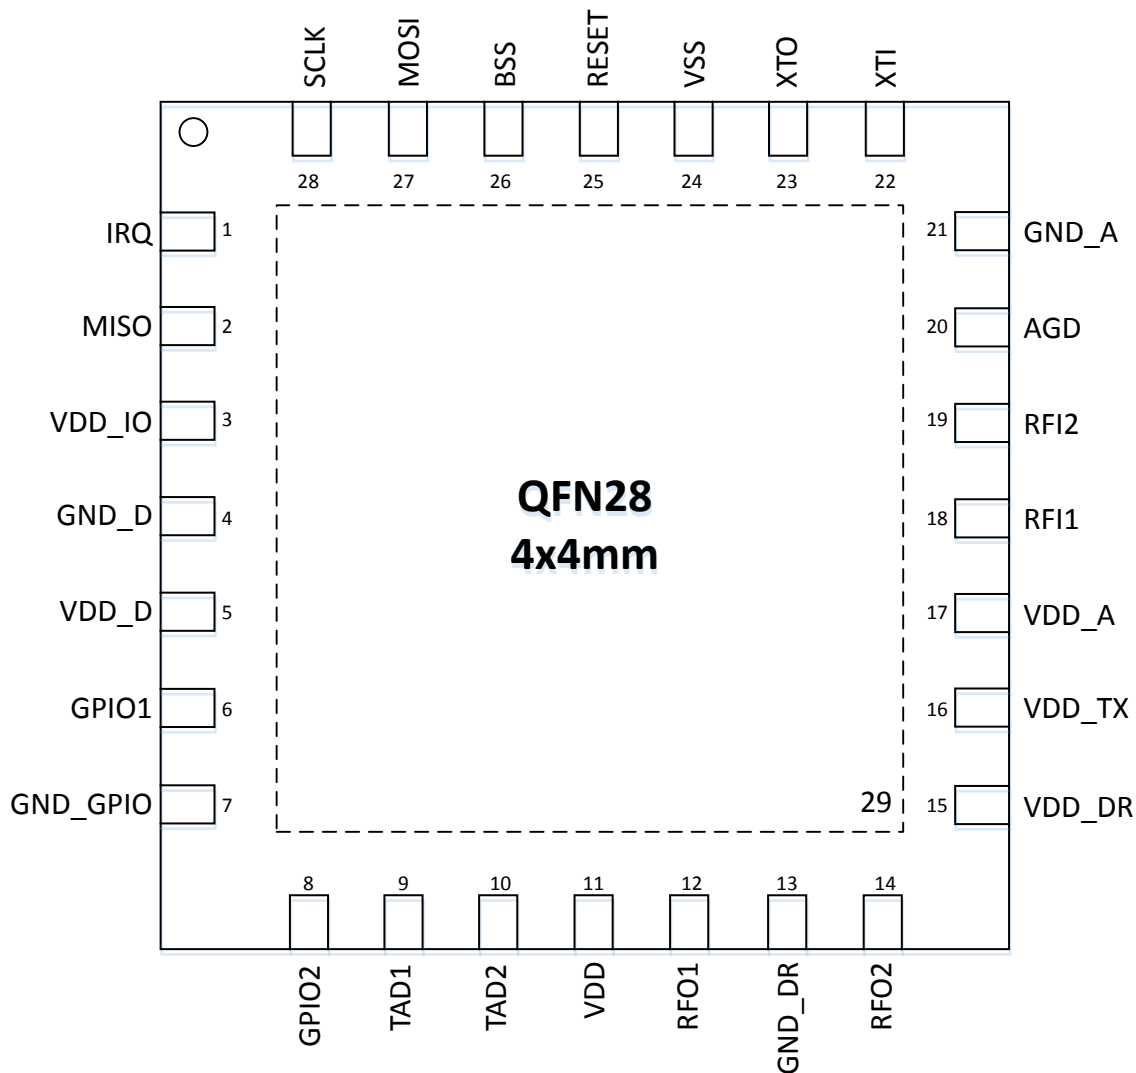 SCLK MOSI BSS RESET VSS XTO XTI
28 27 26 25 24 23 22
IRQ 1 21 GND_A
MISO 2 20 AGD
VDD_IO 3 19 RFI2
GND_D 4 18 RFI1
VDD_D 5 17 VDD_A
GPIO1 6 16 VDD_TX
GND_GPIO 7 15 VDD_DR
QFN28
4x4mm
29
8 9 10 11 12 13 14
GPIO2 TAD1 TAD2 VDD RFO1 GND_DR RFO2